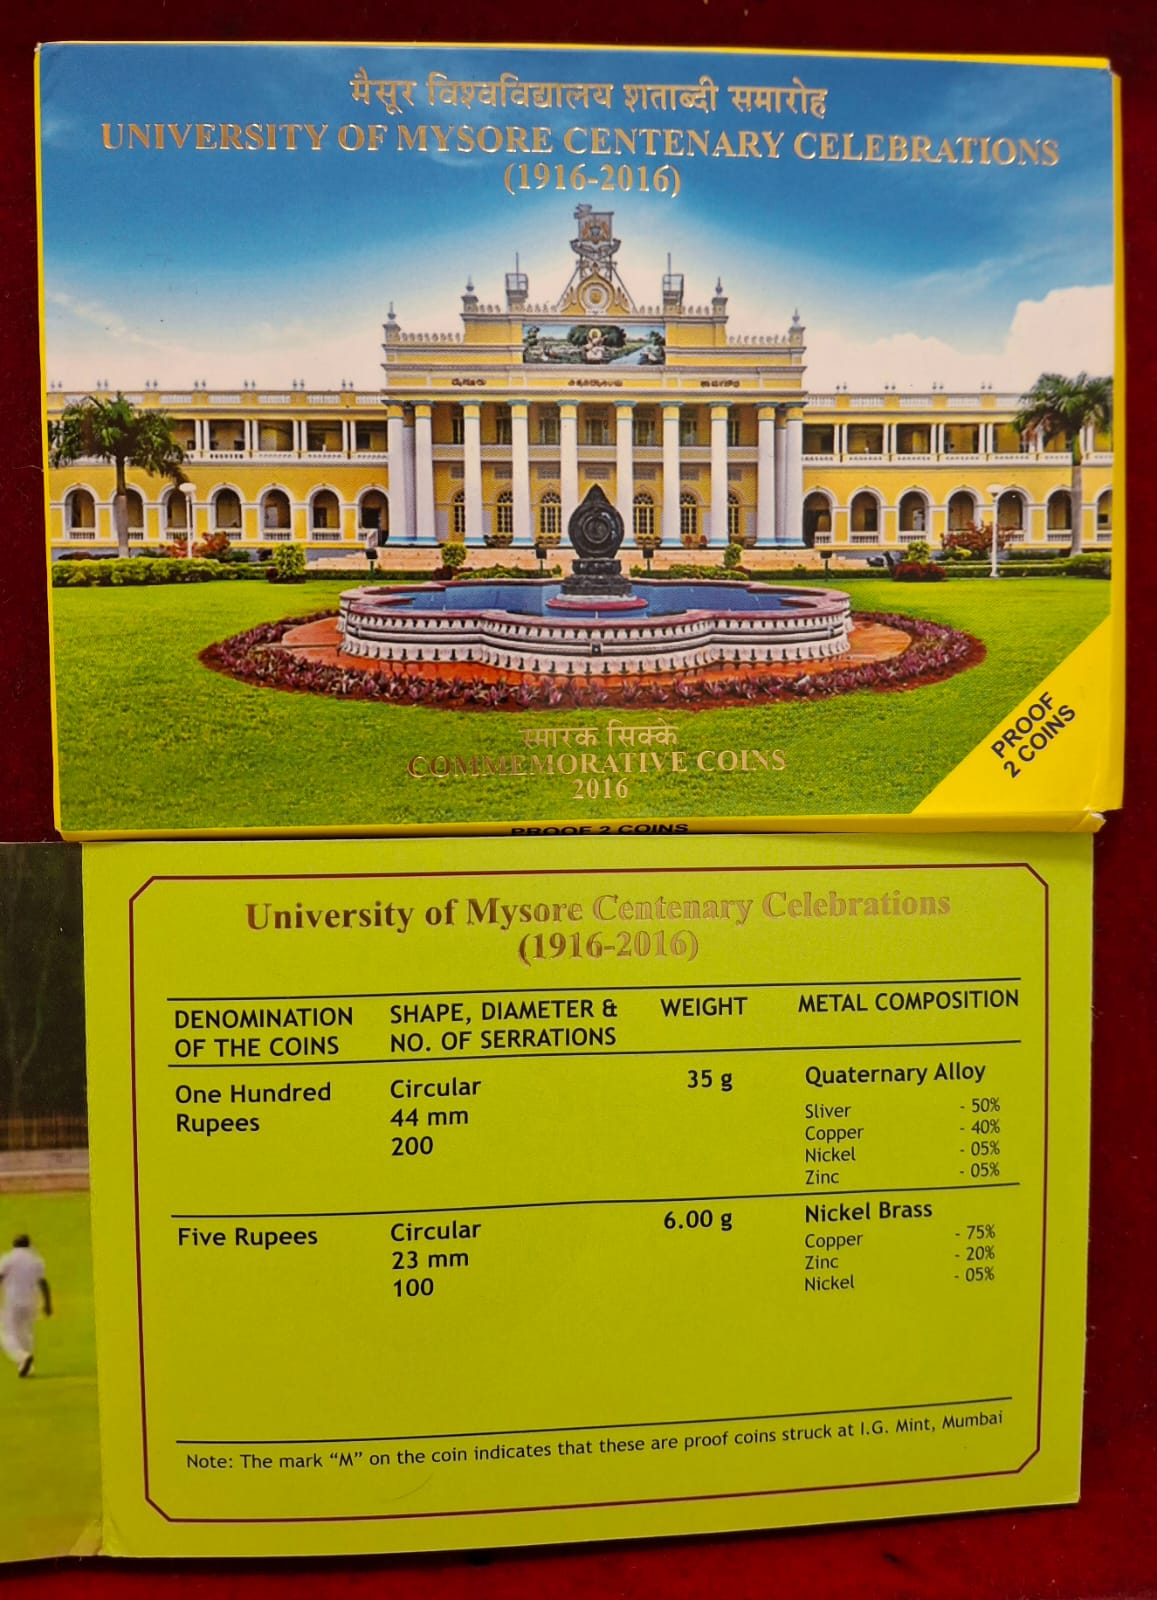 मैसूर विश्वविद्यालय शताब्दी समारोह
UNIVERSITY OF MYSORE CENTENARY CELEBRATIONS
(1916-2016)
स्मारक सिक्के
COMMEMORATIVE COINS
2016
PROOF
2 COINS
PROOF 2 COINS
University of Mysore Centenary Celebrations
(1916-2016)
DENOMINATION OF THE COINS SHAPE, DIAMETER & NO. OF SERRATIONS WEIGHT METAL COMPOSITION
One Hundred Rupees Circular 35 g Quaternary Alloy
44 mm Sliver - 50%
200 Copper - 40%
Nickel - 05%
Zinc - 05%
Five Rupees Circular 6.00 g Nickel Brass
23 mm Copper - 75%
100 Zinc - 20%
Nickel - 05%
Note: The mark “M” on the coin indicates that these are proof coins struck at I.G. Mint, Mumbai